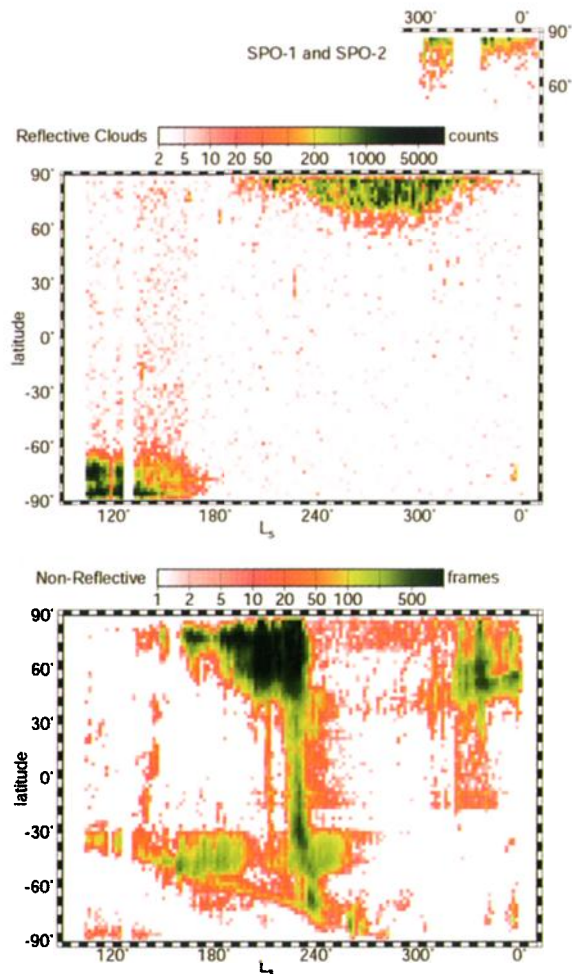 300° 0°
90°
SPO-1 and SPO-2
60°
Reflective Clouds counts
2 5 10 20 50 200 1000 5000
90°
60°
30°
0°
-30°
-60°
-90°
latitude
120° 180° 240° 300° 0°
Ls
Non-Reflective frames
1 2 5 10 20 50 100 500
90°
60°
30°
0°
-30°
-60°
-90°
latitude
120° 180° 240° 300° 0°
Ls